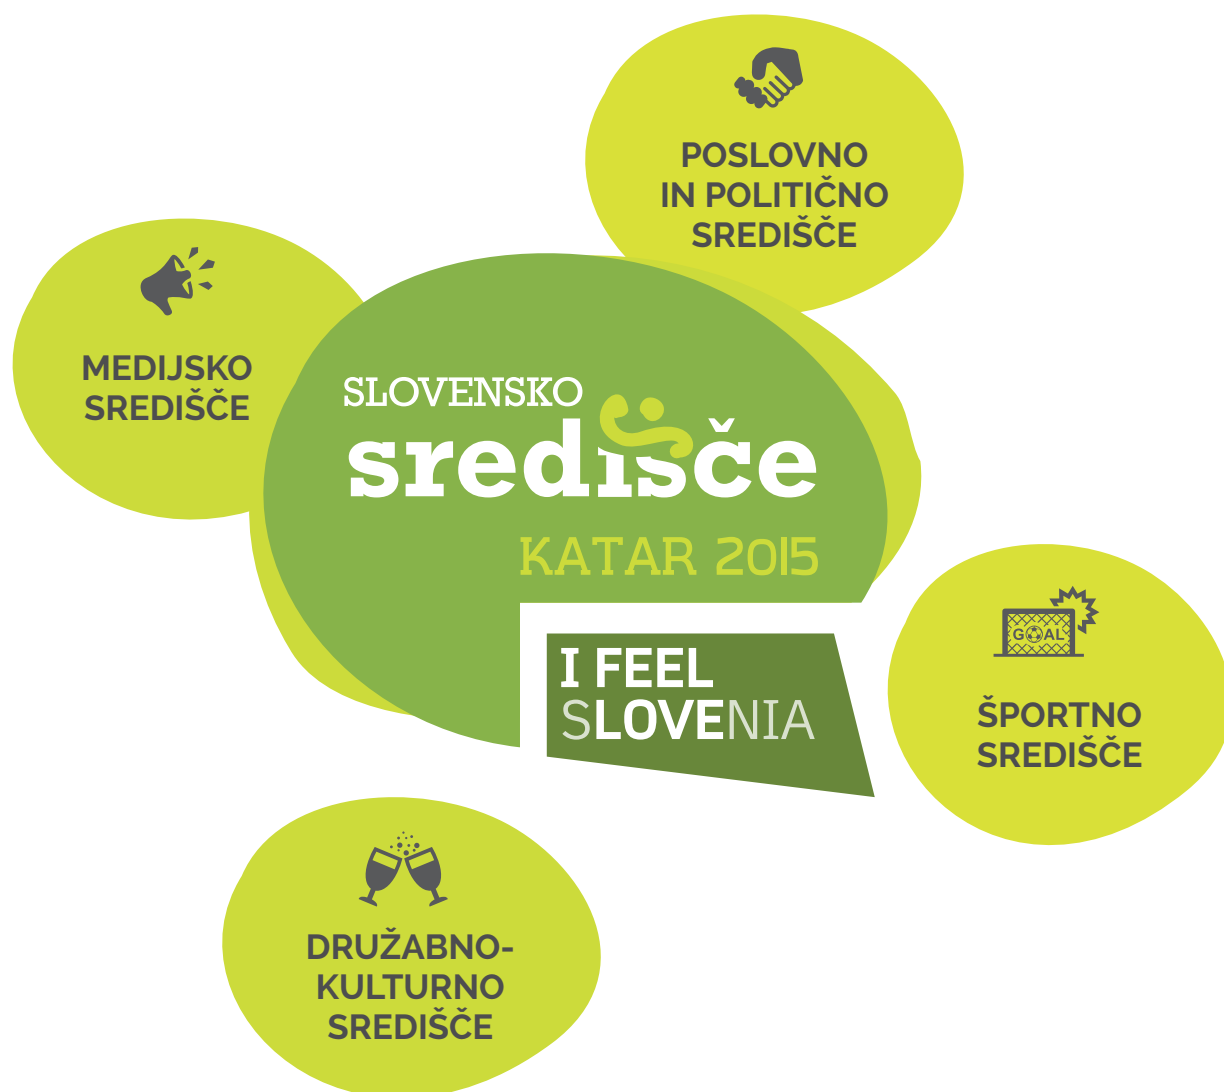 POSLOVNO
IN POLITIČNO
SREDIŠČE
MEDIJSKO
SREDIŠČE
SLOVENSKO
središče
KATAR 2015
I FEEL
SLOVENIA
GOAL
ŠPORTNO
SREDIŠČE
DRUŽABNO-
KULTURNO
SREDIŠČE